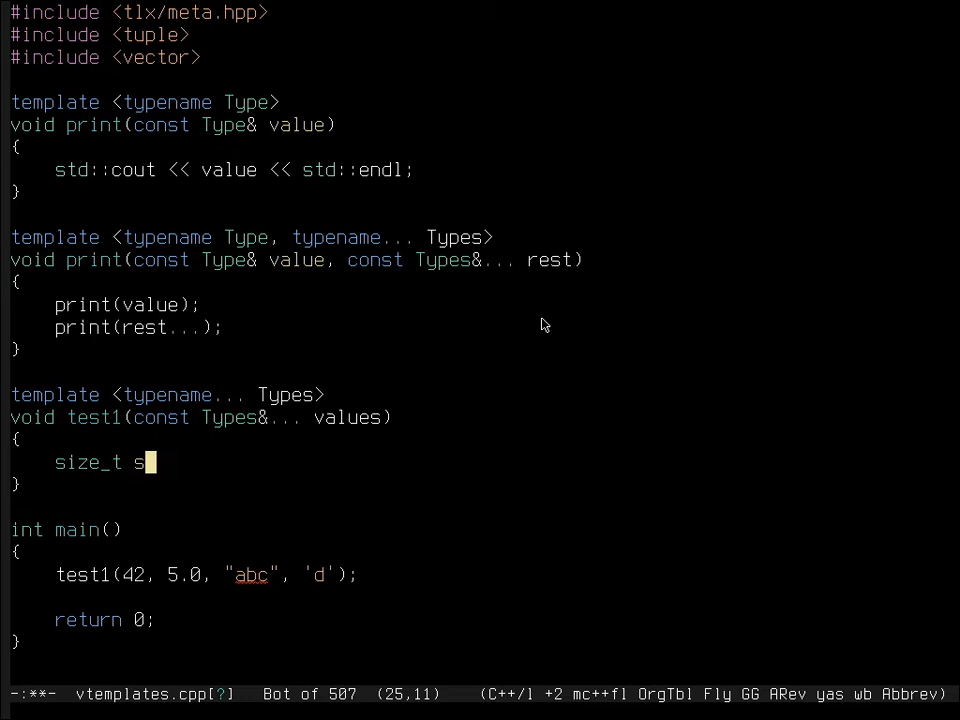 #include <tlx/meta.hpp>
#include <tuple>
#include <vector>
template <typename Type>
void print(const Type& value)
{
    std::cout << value << std::endl;
}
template <typename Type, typename... Types>
void print(const Type& value, const Types&... rest)
{
    print(value);
    print(rest...);
}
template <typename... Types>
void test1(const Types&... values)
{
    size_t s
}
int main()
{
    test1(42, 5.0, "abc", 'd');
    return 0;
}
-:**-  vtemplates.cpp[?]   Bot of 507  (25,11)    (C++/l +2 mc++fl OrgTbl Fly GG ARev yas wb Abbrev)